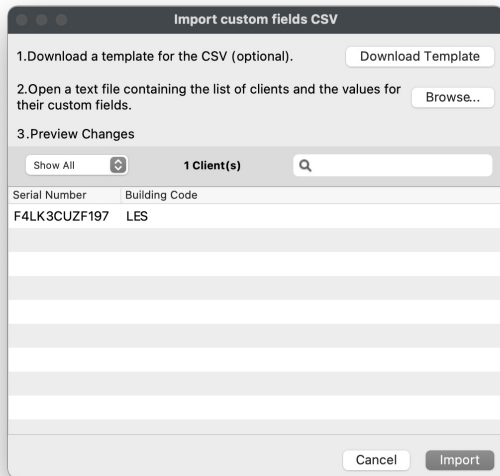 Import custom fields CSV
1.Download a template for the CSV (optional).
Download Template
2.Open a text file containing the list of clients and the values for
their custom fields.
Browse...
3.Preview Changes
Show All
1 Client(s)
Serial Number
Building Code
F4LK3CUZF197
LES
Cancel
Import